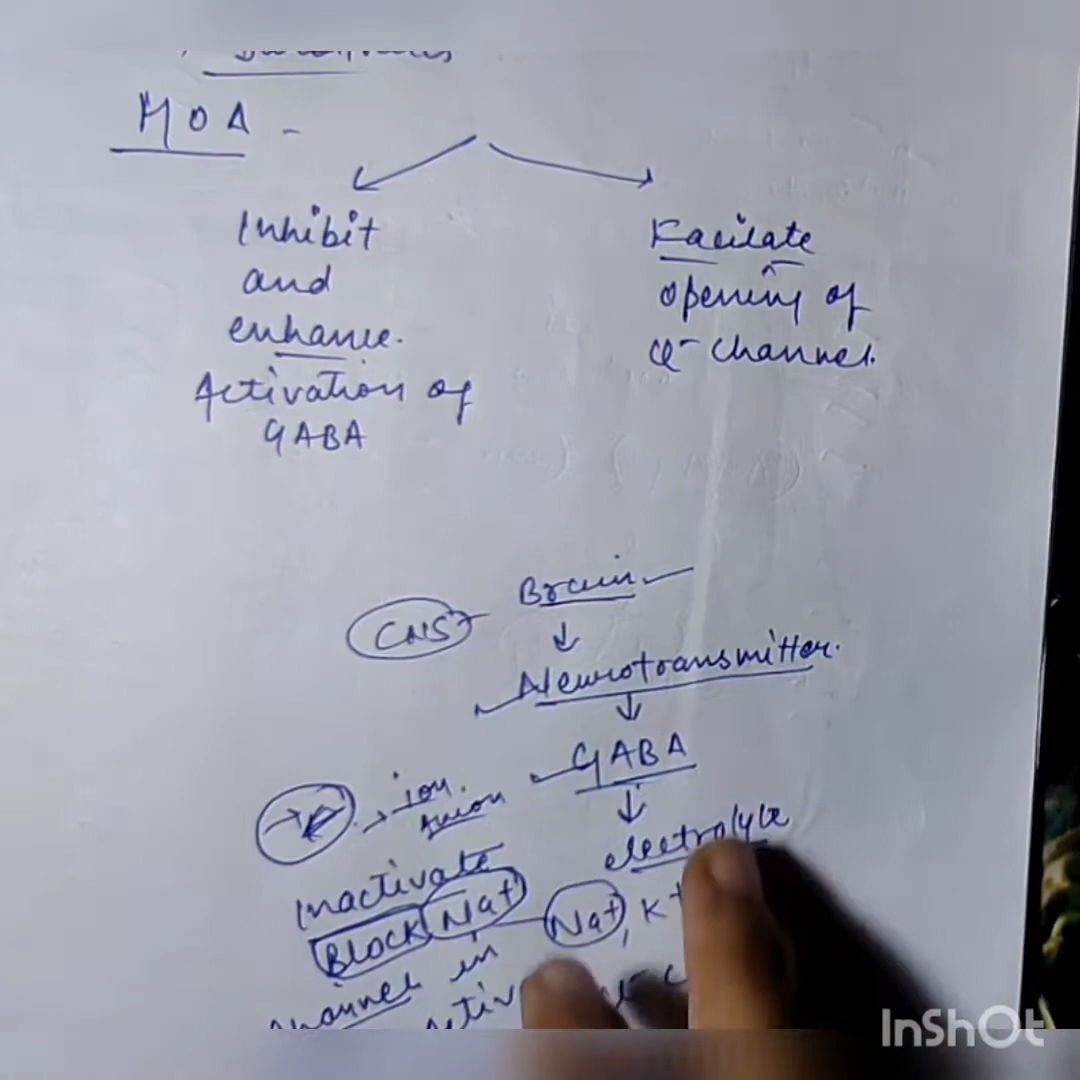 MOA -
Inhibit
and
enhance.
Activation of
GABA
Facilate
opening of
Cl- channel.
Brain
CNS
Neurotransmitter.
GABA
ion.
Anion
electrolyte
Inactivate
Block Na+
Na+, K+
channel in
InShOt